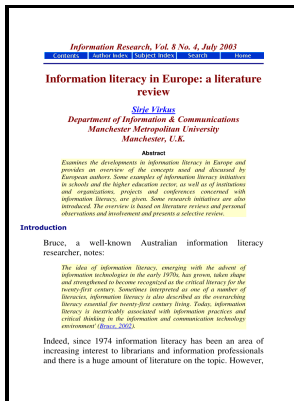 Information Research, Vol. 8 No. 4, July 2003
Contents Author Index Subject Index Search Home
Information literacy in Europe: a literature
review
Sirje Virkus
Department of Information & Communications
Manchester Metropolitan University
Manchester, U.K.
Abstract
Examines the developments in information literacy in Europe and
provides an overview of the concepts used and discussed by
European authors. Some examples of information literacy initiatives
in schools and the higher education sector, as well as of institutions
and organizations, projects and conferences concerned with
information literacy, are given. Some research initiatives are also
introduced. The overview is based on literature reviews and personal
observations and involvement and presents a selective review.
Introduction
Bruce, a well-known Australian information literacy
researcher, notes:
The idea of information literacy, emerging with the advent of
information technologies in the early 1970s, has grown, taken shape
and strengthened to become recognized as the critical literacy for the
twenty-first century. Sometimes interpreted as one of a number of
literacies, information literacy is also described as the overarching
literacy essential for twenty-first century living. Today, information
literacy is inextricably associated with information practices and
critical thinking in the information and communication technology
environment' (Bruce, 2002).
Indeed, since 1974 information literacy has been an area of
increasing interest to librarians and information professionals
and there is a huge amount of literature on the topic. However,